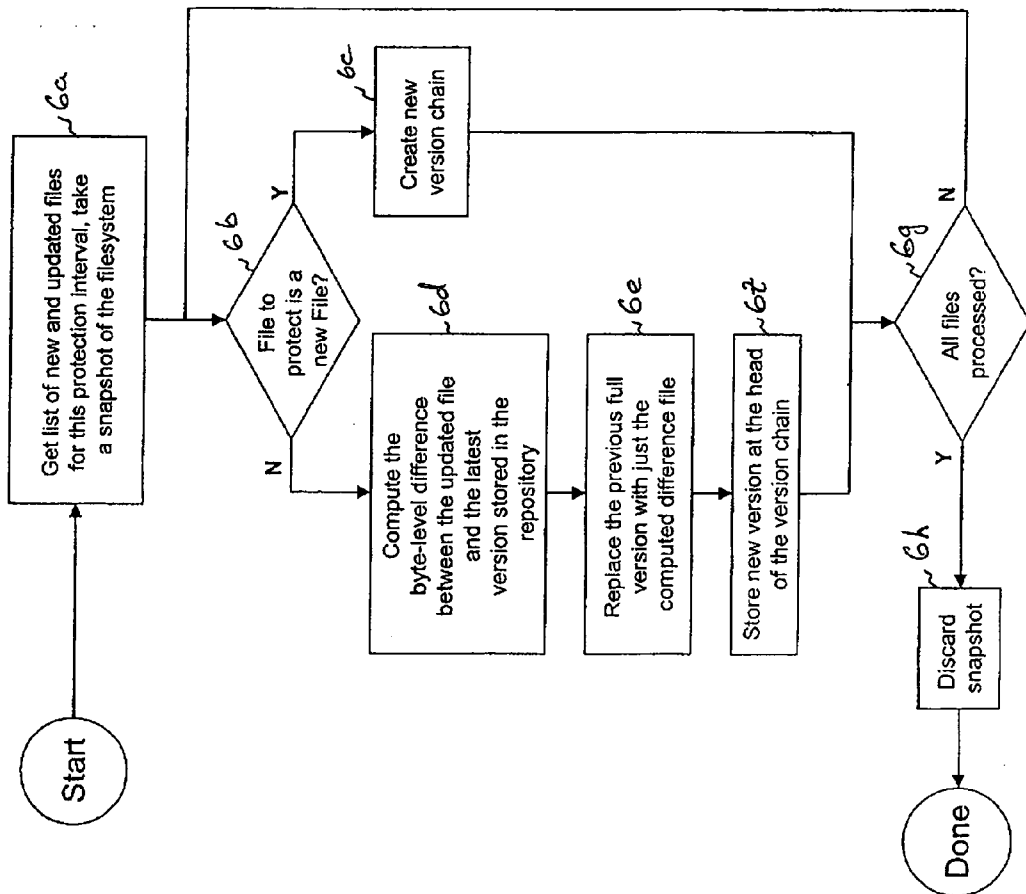 Start
6a
Get list of new and updated files
for this protection interval, take
a snapshot of the filesystem
6b
File to
protect is a
new File?
Y
6c
Create new
version chain
N
6d
Compute the
byte-level difference
between the updated file
and the latest
version stored in the
repository
6e
Replace the previous full
version with just the
computed difference file
6f
Store new version at the head
of the version chain
6g
All files
processed?
N
Y
6h
Discard
snapshot
Done